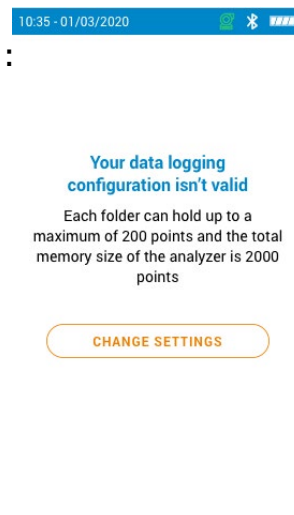 10:35 - 01/03/2020
:
Your data logging
configuration isn't valid
Each folder can hold up to a
maximum of 200 points and the total
memory size of the analyzer is 2000
points
CHANGE SETTINGS